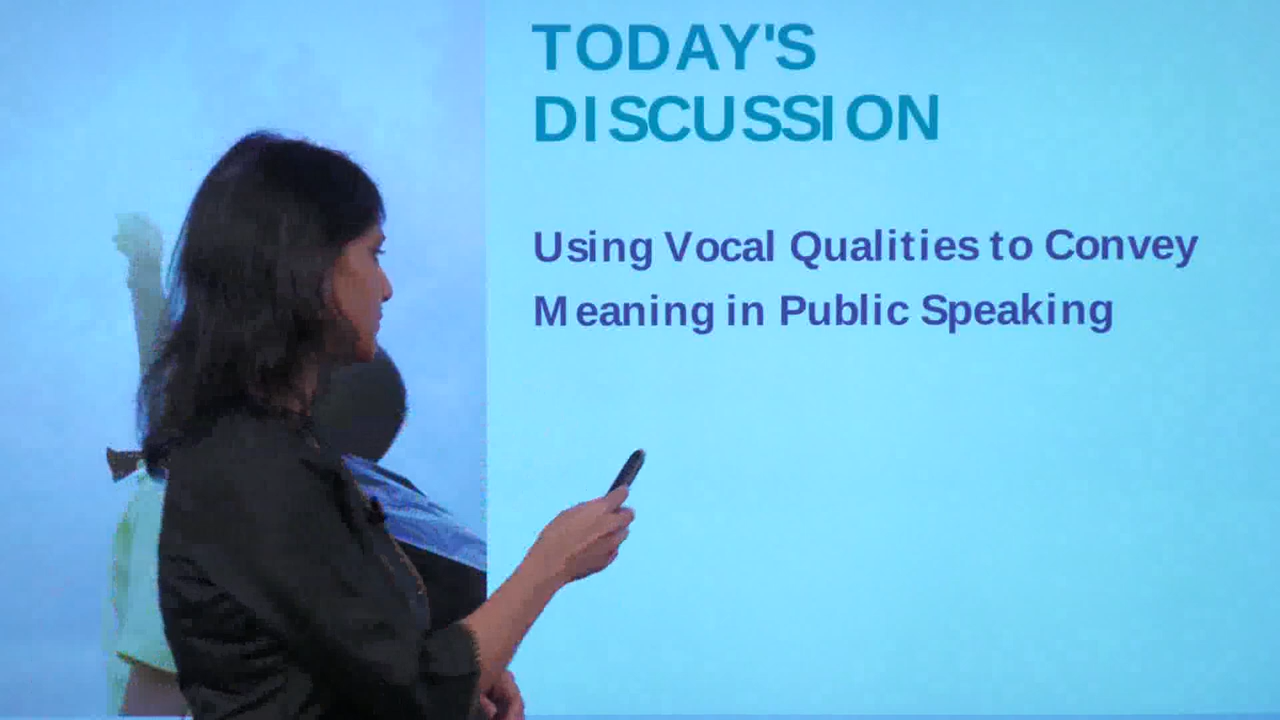 TODAY'S
DISCUSSION
Using Vocal Qualities to Convey
Meaning in Public Speaking